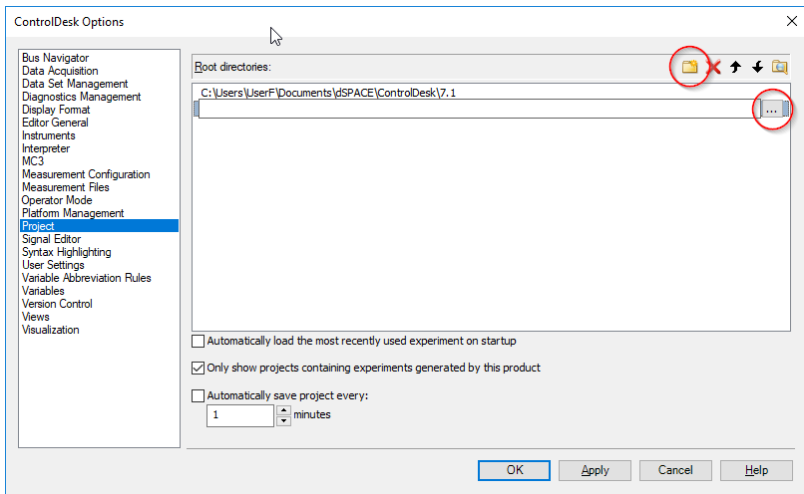 ControlDesk Options
Bus Navigator
Data Acquisition
Data Set Management
Diagnostics Management
Display Format
Editor General
Instruments
Interpreter
MC3
Measurement Configuration
Measurement Files
Operator Mode
Platform Management
Project
Signal Editor
Syntax Highlighting
User Settings
Variable Abbreviation Rules
Variables
Version Control
Views
Visualization
Root directories:
C:\Users\UserF\Documents\dSPACE\ControlDesk\7.1
...
Automatically load the most recently used experiment on startup
Only show projects containing experiments generated by this product
Automatically save project every:
1 minutes
OK Apply Cancel Help